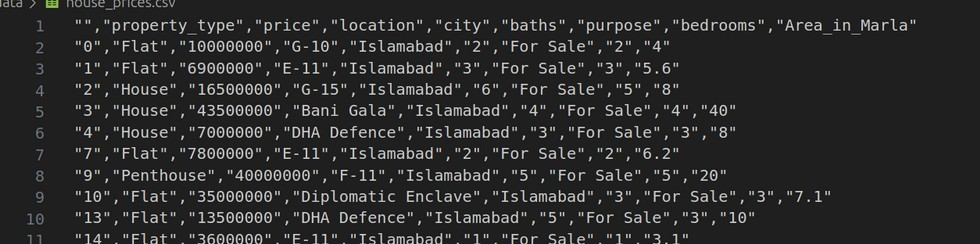 data > house_prices.csv
1 "","property_type","price","location","city","baths","purpose","bedrooms","Area_in_Marla"
2 "0","Flat","10000000","G-10","Islamabad","2","For Sale","2","4"
3 "1","Flat","6900000","E-11","Islamabad","3","For Sale","3","5.6"
4 "2","House","16500000","G-15","Islamabad","6","For Sale","5","8"
5 "3","House","43500000","Bani Gala","Islamabad","4","For Sale","4","40"
6 "4","House","7000000","DHA Defence","Islamabad","3","For Sale","3","8"
7 "7","Flat","7800000","E-11","Islamabad","2","For Sale","2","6.2"
8 "9","Penthouse","40000000","F-11","Islamabad","5","For Sale","5","20"
9 "10","Flat","35000000","Diplomatic Enclave","Islamabad","3","For Sale","3","7.1"
10 "13","Flat","13500000","DHA Defence","Islamabad","5","For Sale","3","10"
11 "14","Flat","3600000","E-11","Islamabad","1","For Sale","1","3.1"